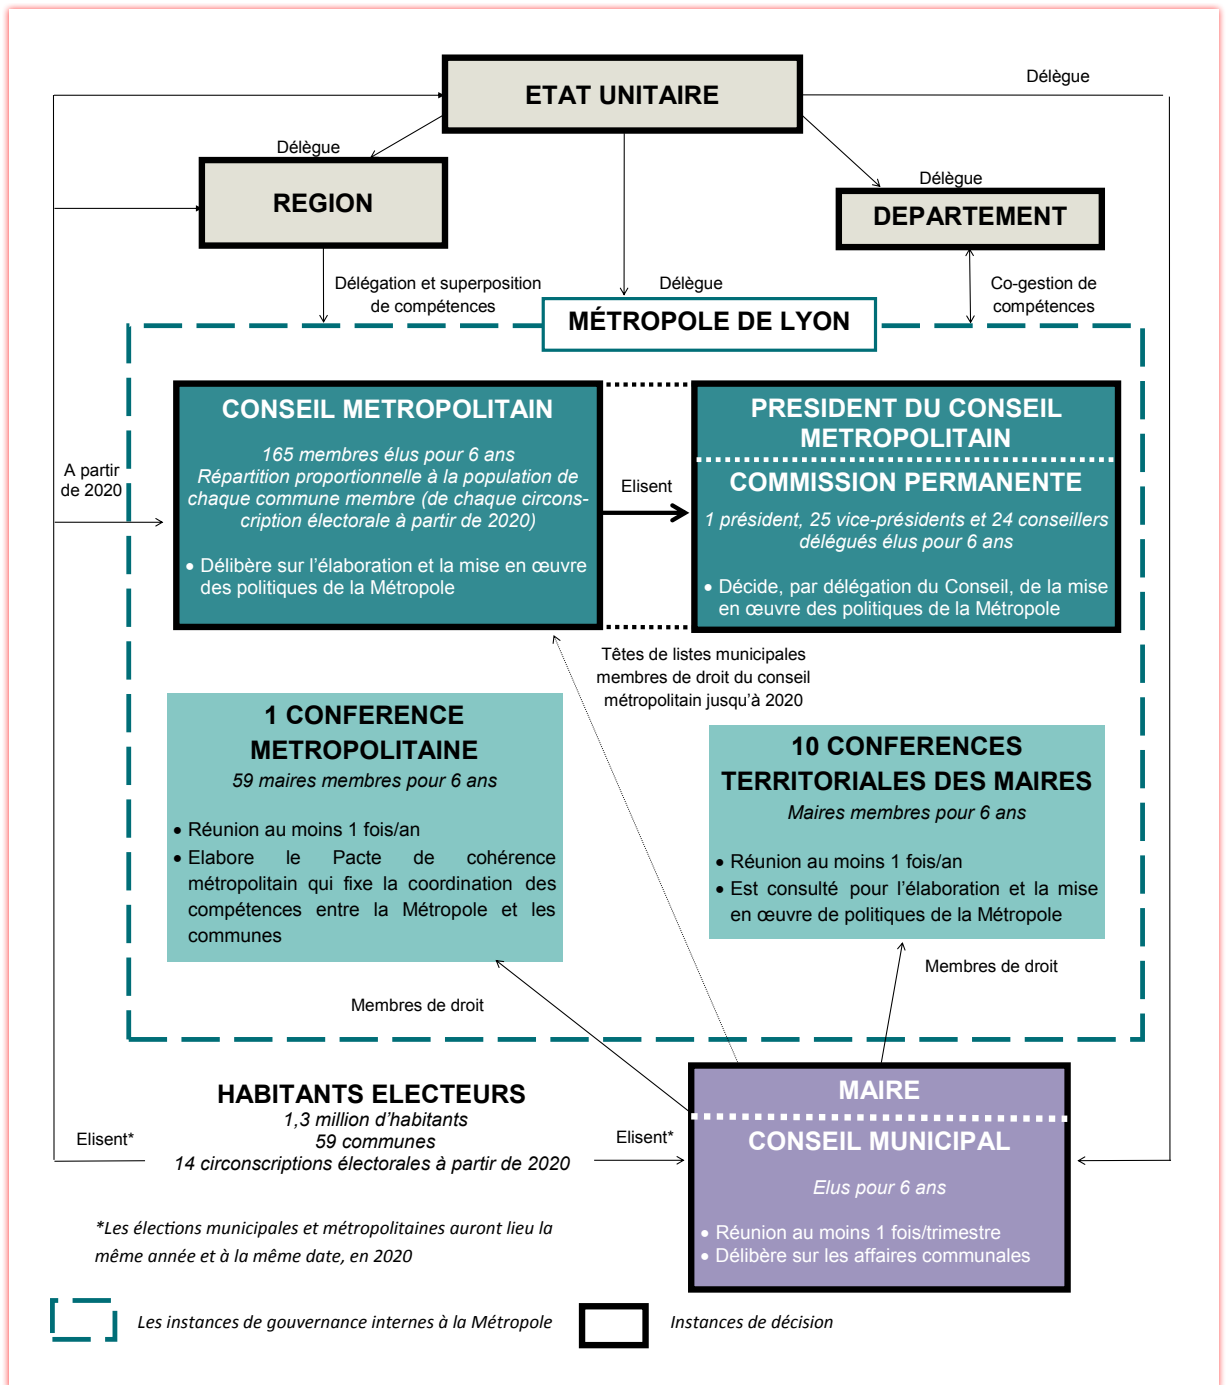 ETAT UNITAIRE
Délègue
Délègue
REGION
Délègue
DEPARTEMENT
Délégation et superposition
de compétences
Délègue
Co-gestion de
compétences
MÉTROPOLE DE LYON
A partir
de 2020
CONSEIL METROPOLITAIN
165 membres élus pour 6 ans
Répartition proportionnelle à la population de
chaque commune membre (de chaque circons-
cription électorale à partir de 2020)
• Délibère sur l’élaboration et la mise en œuvre
des politiques de la Métropole
Elisent
PRESIDENT DU CONSEIL
METROPOLITAIN
COMMISSION PERMANENTE
1 président, 25 vice-présidents et 24 conseillers
délégués élus pour 6 ans
• Décide, par délégation du Conseil, de la mise
en œuvre des politiques de la Métropole
Têtes de listes municipales
membres de droit du conseil
métropolitain jusqu’à 2020
1 CONFERENCE
METROPOLITAINE
59 maires membres pour 6 ans
• Réunion au moins 1 fois/an
• Elabore le Pacte de cohérence
métropolitain qui fixe la coordination des
compétences entre la Métropole et les
communes
10 CONFERENCES
TERRITORIALES DES MAIRES
Maires membres pour 6 ans
• Réunion au moins 1 fois/an
• Est consulté pour l’élaboration et la mise
en œuvre de politiques de la Métropole
Membres de droit
Membres de droit
HABITANTS ELECTEURS
1,3 million d’habitants
59 communes
14 circonscriptions électorales à partir de 2020
Elisent*
Elisent*
MAIRE
CONSEIL MUNICIPAL
Elus pour 6 ans
• Réunion au moins 1 fois/trimestre
• Délibère sur les affaires communales
*Les élections municipales et métropolitaines auront lieu la
même année et à la même date, en 2020
Les instances de gouvernance internes à la Métropole
Instances de décision